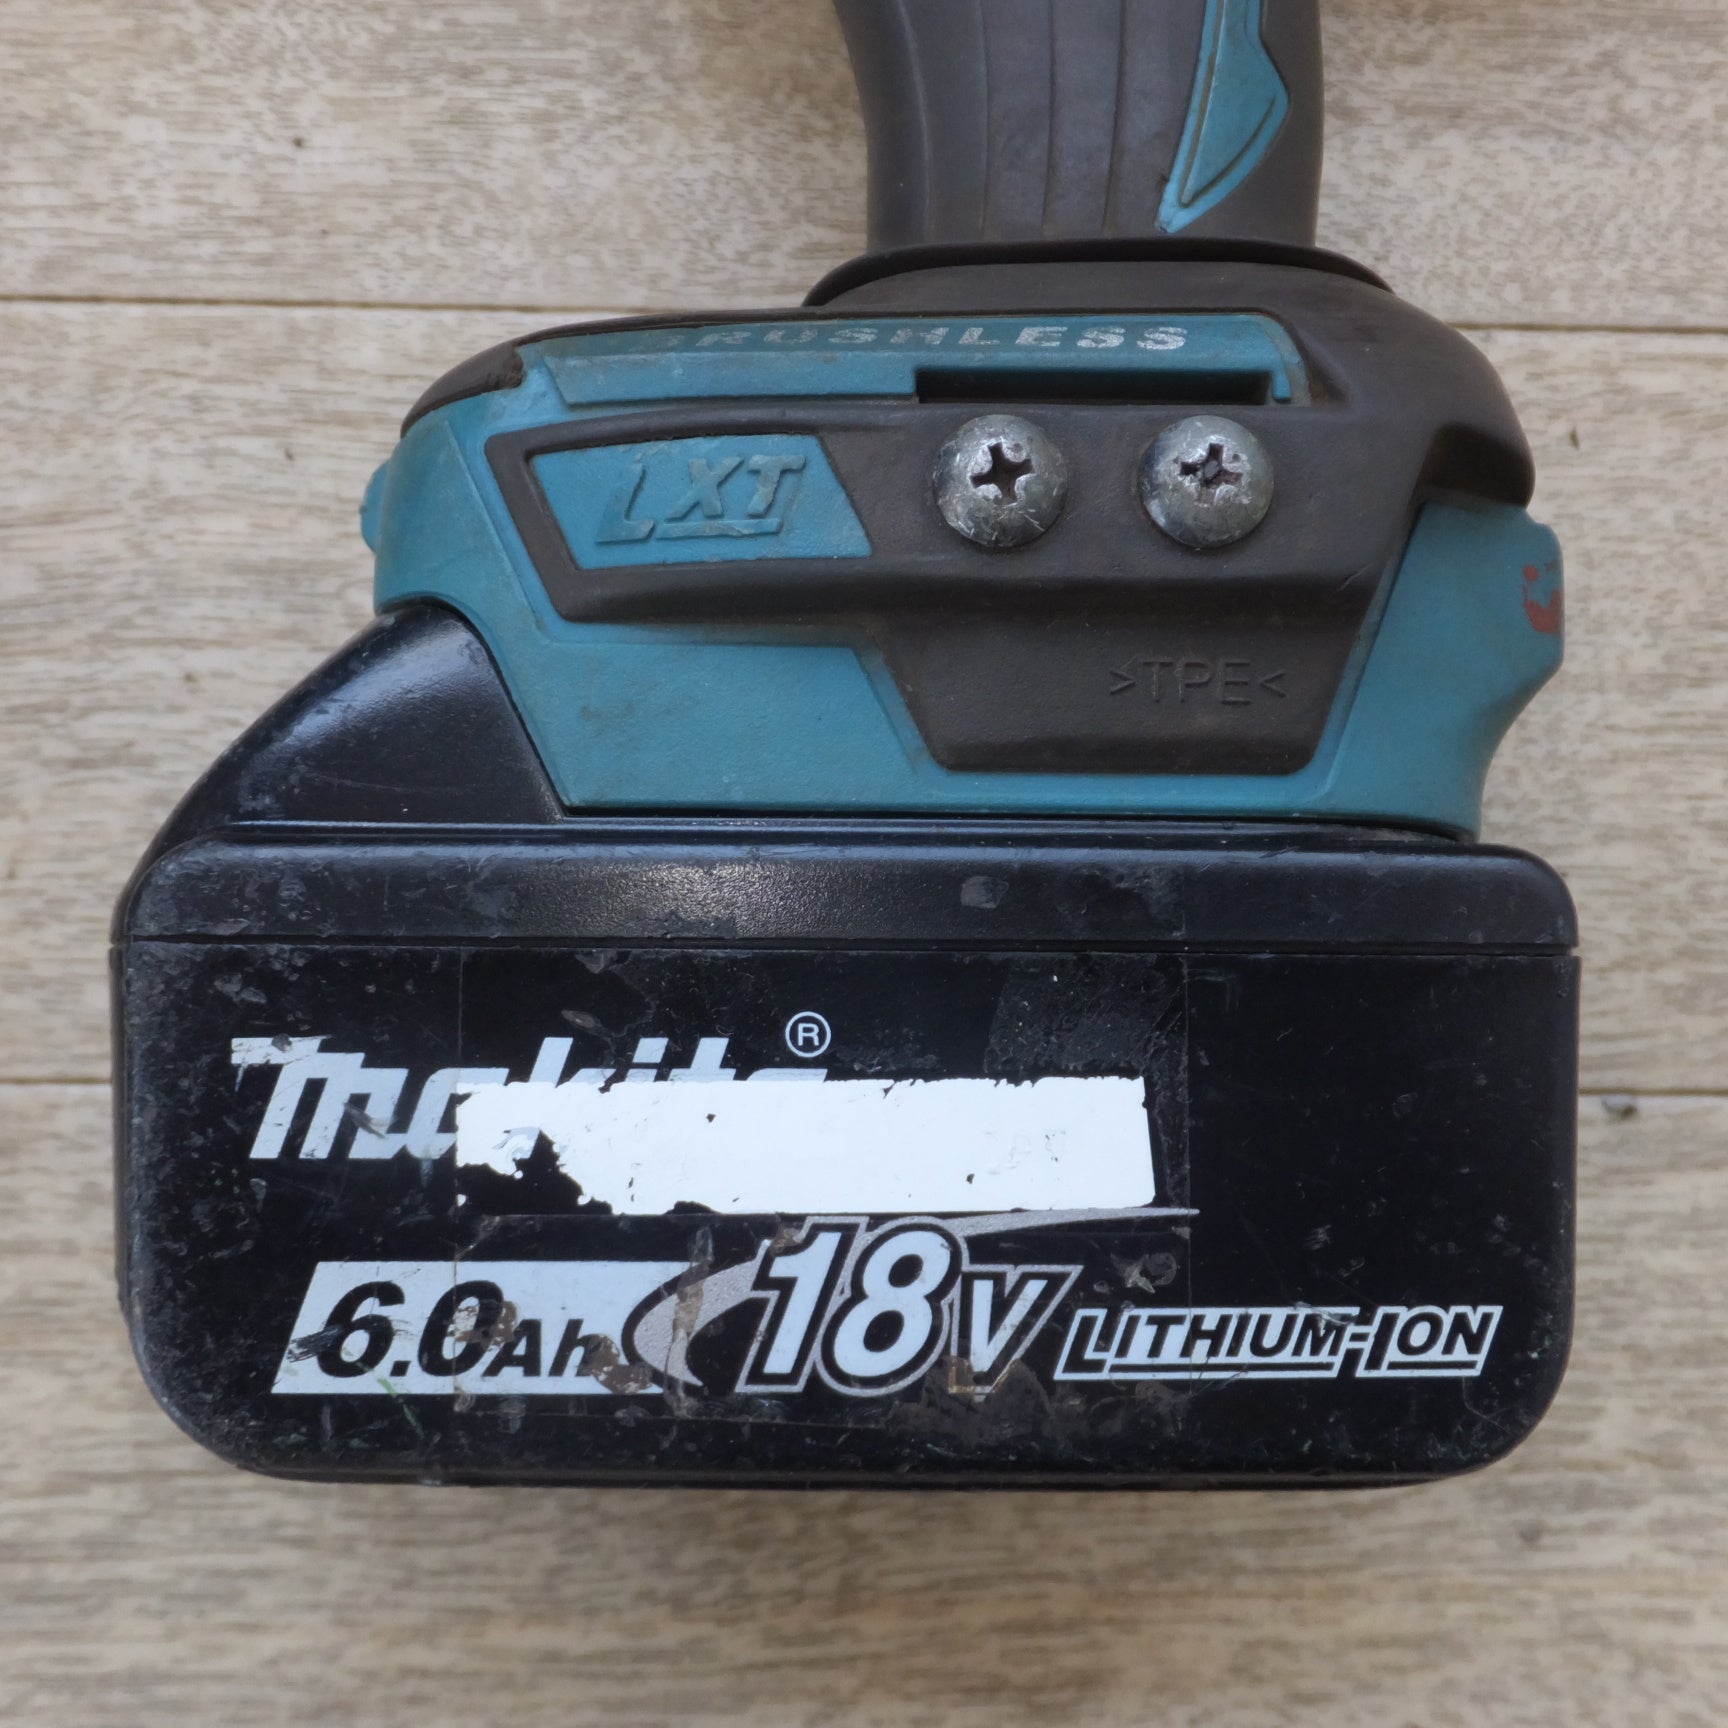 BRUSHLESS
LXT
>TPE<
makita®
6.0Ah 18V LITHIUM-ION